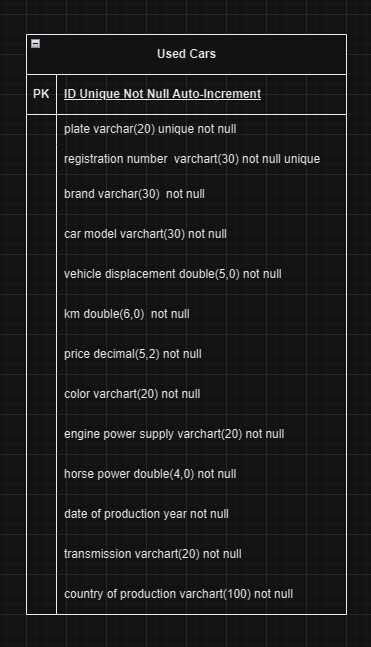 Used Cars
PK ID Unique Not Null Auto-Increment
plate varchar(20) unique not null
registration number varchart(30) not null unique
brand varchar(30) not null
car model varchart(30) not null
vehicle displacement double(5,0) not null
km double(6,0) not null
price decimal(5,2) not null
color varchart(20) not null
engine power supply varchart(20) not null
horse power double(4,0) not null
date of production year not null
transmission varchart(20) not null
country of production varchart(100) not null